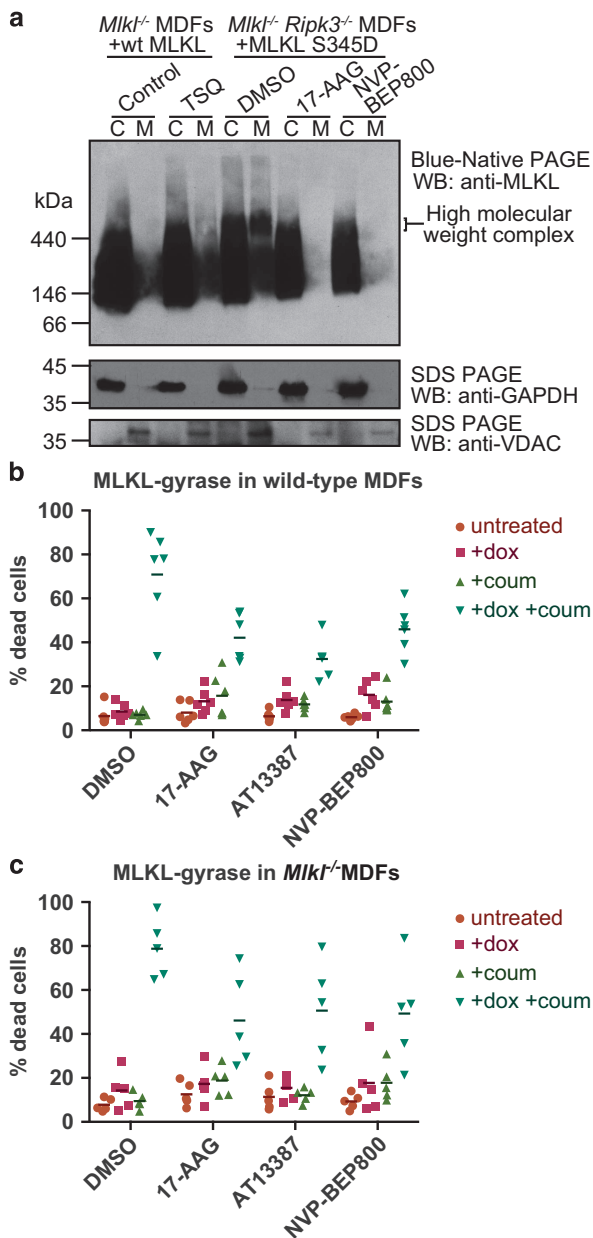 a
Mlkl-/- MDFs Mlkl-/- Ripk3-/- MDFs
+wt MLKL +MLKL S345D
Control TSQ DMSO 17-AAG NVP-BEP800
C M C M C M C M C M
kDa
440
146
66
Blue-Native PAGE
WB: anti-MLKL
High molecular
weight complex
45
35
SDS PAGE
WB: anti-GAPDH
35
SDS PAGE
WB: anti-VDAC
b
MLKL-gyrase in wild-type MDFs
% dead cells
100
80
60
40
20
0
DMSO 17-AAG AT13387 NVP-BEP800
untreated
+dox
+coum
+dox +coum
c
MLKL-gyrase in Mlkl-/-MDFs
% dead cells
100
80
60
40
20
0
DMSO 17-AAG AT13387 NVP-BEP800
untreated
+dox
+coum
+dox +coum